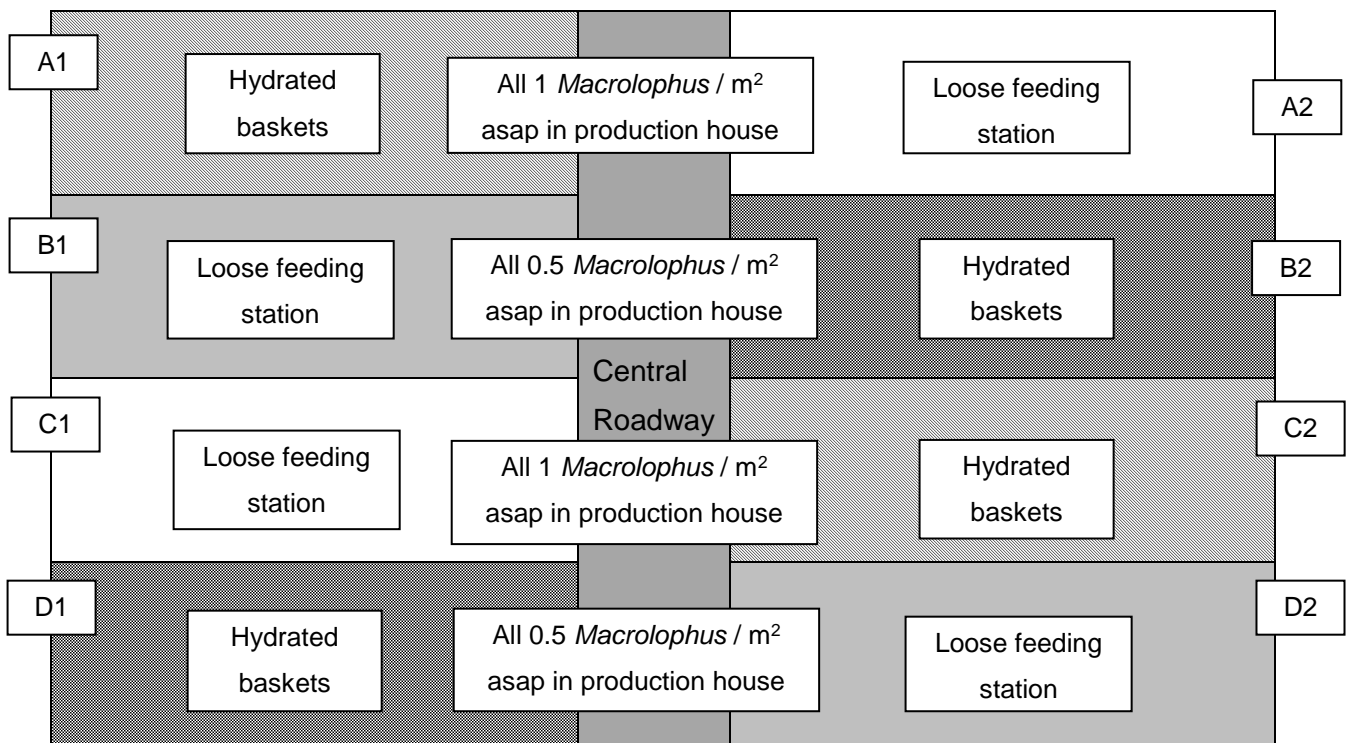 A1
Hydrated
baskets
All 1 Macrolophus / m²
asap in production house
Loose feeding
station
A2
B1
Loose feeding
station
All 0.5 Macrolophus / m²
asap in production house
Hydrated
baskets
B2
Central
Roadway
C1
Loose feeding
station
All 1 Macrolophus / m²
asap in production house
Hydrated
baskets
C2
D1
Hydrated
baskets
All 0.5 Macrolophus / m²
asap in production house
Loose feeding
station
D2